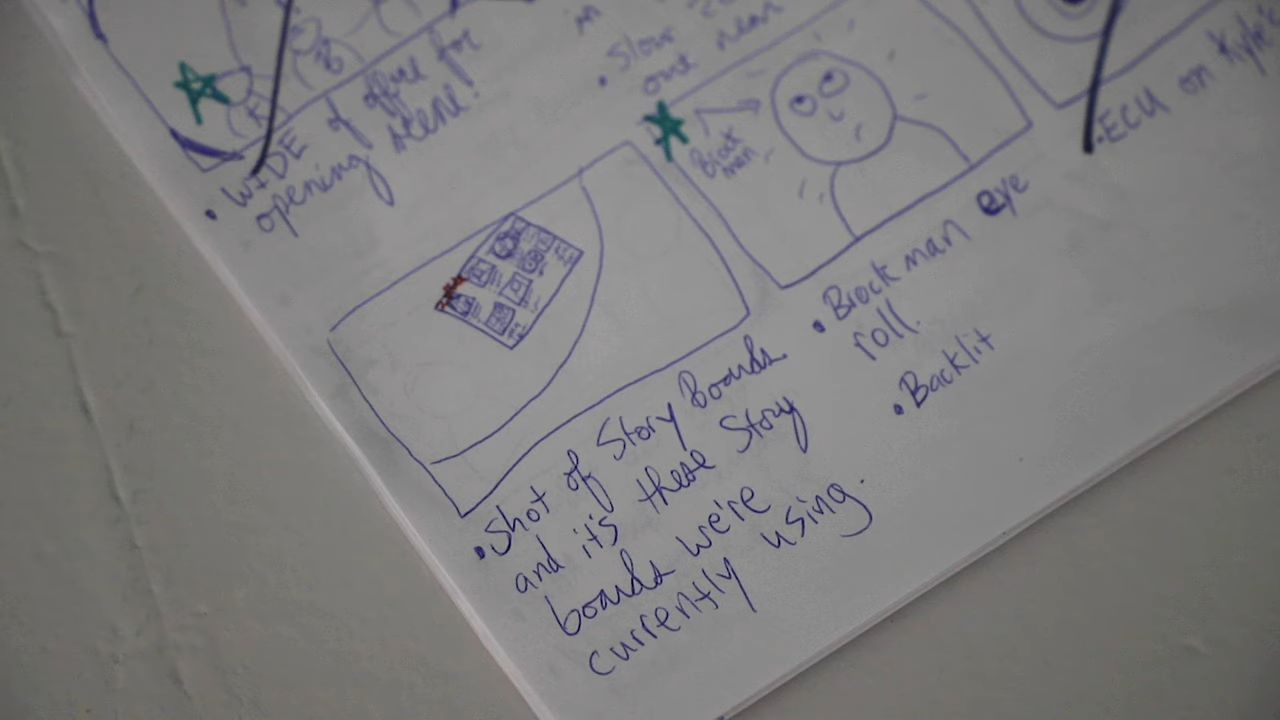 • WIDE of office for
opening scene!
in
• Slow
one
Brock
man
• ECU on Kyle's
• Brock man eye
roll.
• Backlit
• Shot of Story Boards
and it's these Story
boards we're
currently using.